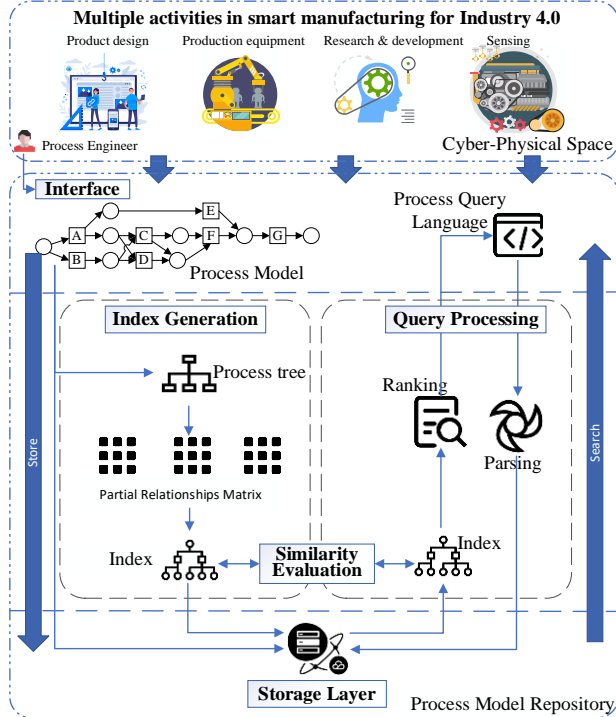 Multiple activities in smart manufacturing for Industry 4.0
Product design
Production equipment
Research & development
Sensing
Process Engineer
Cyber-Physical Space
Interface
A
E
C
F
G
B
D
Process Model
Process Query
Language
</>
Index Generation
Query Processing
Process tree
Ranking
Parsing
Partial Relationships Matrix
Store
Search
Index
Similarity
Evaluation
Index
Storage Layer
Process Model Repository